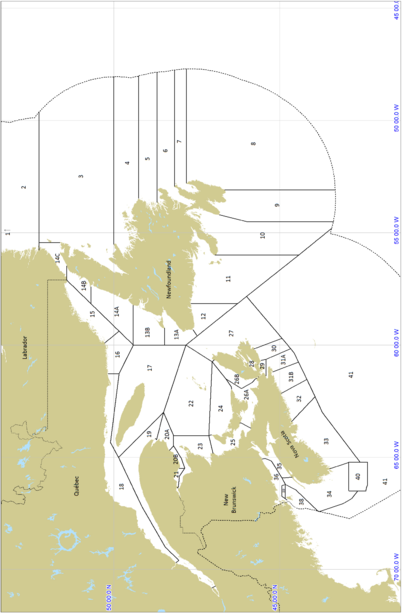 45 00.0 W
50 00.0 W
55 00.0 W
60 00.0 W
65 00.0 W
70 00.0 W
50 00.0 N
45 00.0 N
Labrador
Québec
Newfoundland
New
Brunswick
Nova Scotia
1
2
3
4
5
6
7
8
9
10
11
12
13A
13B
14A
14B
14C
15
16
17
18
19
20A
20B
21
22
23
24
25
26A
26B
27
28
29
30
31A
31B
32
33
34
35
36
38
40
41
41